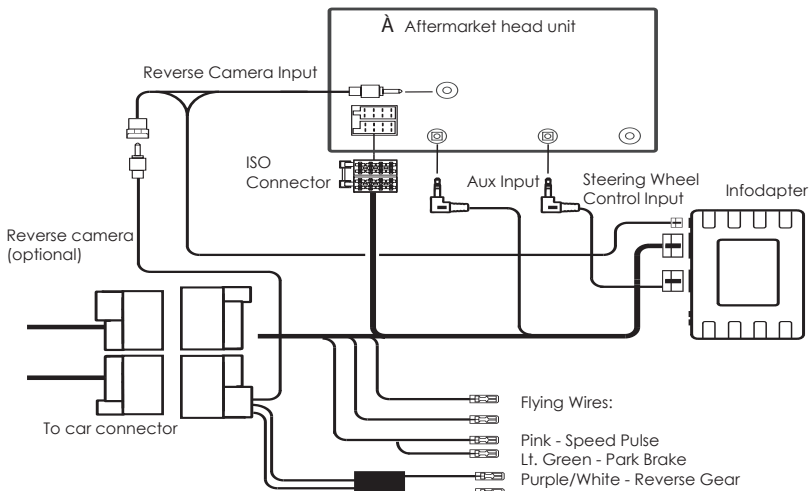 À Aftermarket head unit
Reverse Camera Input
ISO
Connector
Aux Input
Steering Wheel
Control Input
Infodapter
Reverse camera
(optional)
To car connector
Flying Wires:
Pink - Speed Pulse
Lt. Green - Park Brake
Purple/White - Reverse Gear